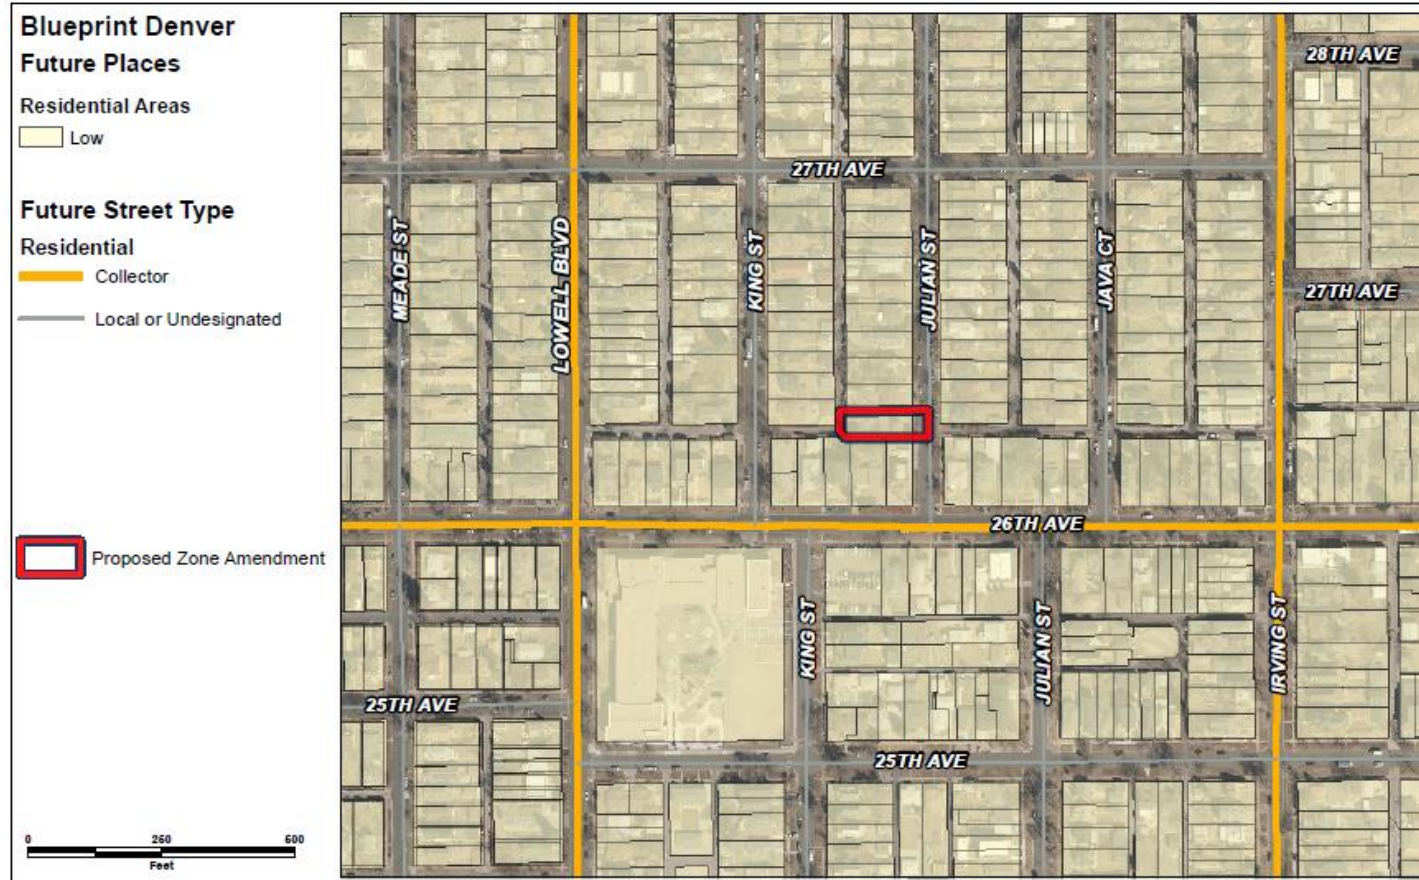 Blueprint Denver
Future Places
Residential Areas
Low
Future Street Type
Residential
Collector
Local or Undesignated
Proposed Zone Amendment
0 250 500
Feet
28TH AVE
27TH AVE
MEADE ST
LOWELL BLVD
KING ST
JULIAN ST
JAVA CT
27TH AVE
26TH AVE
KING ST
JULIAN ST
IRVING ST
25TH AVE
25TH AVE